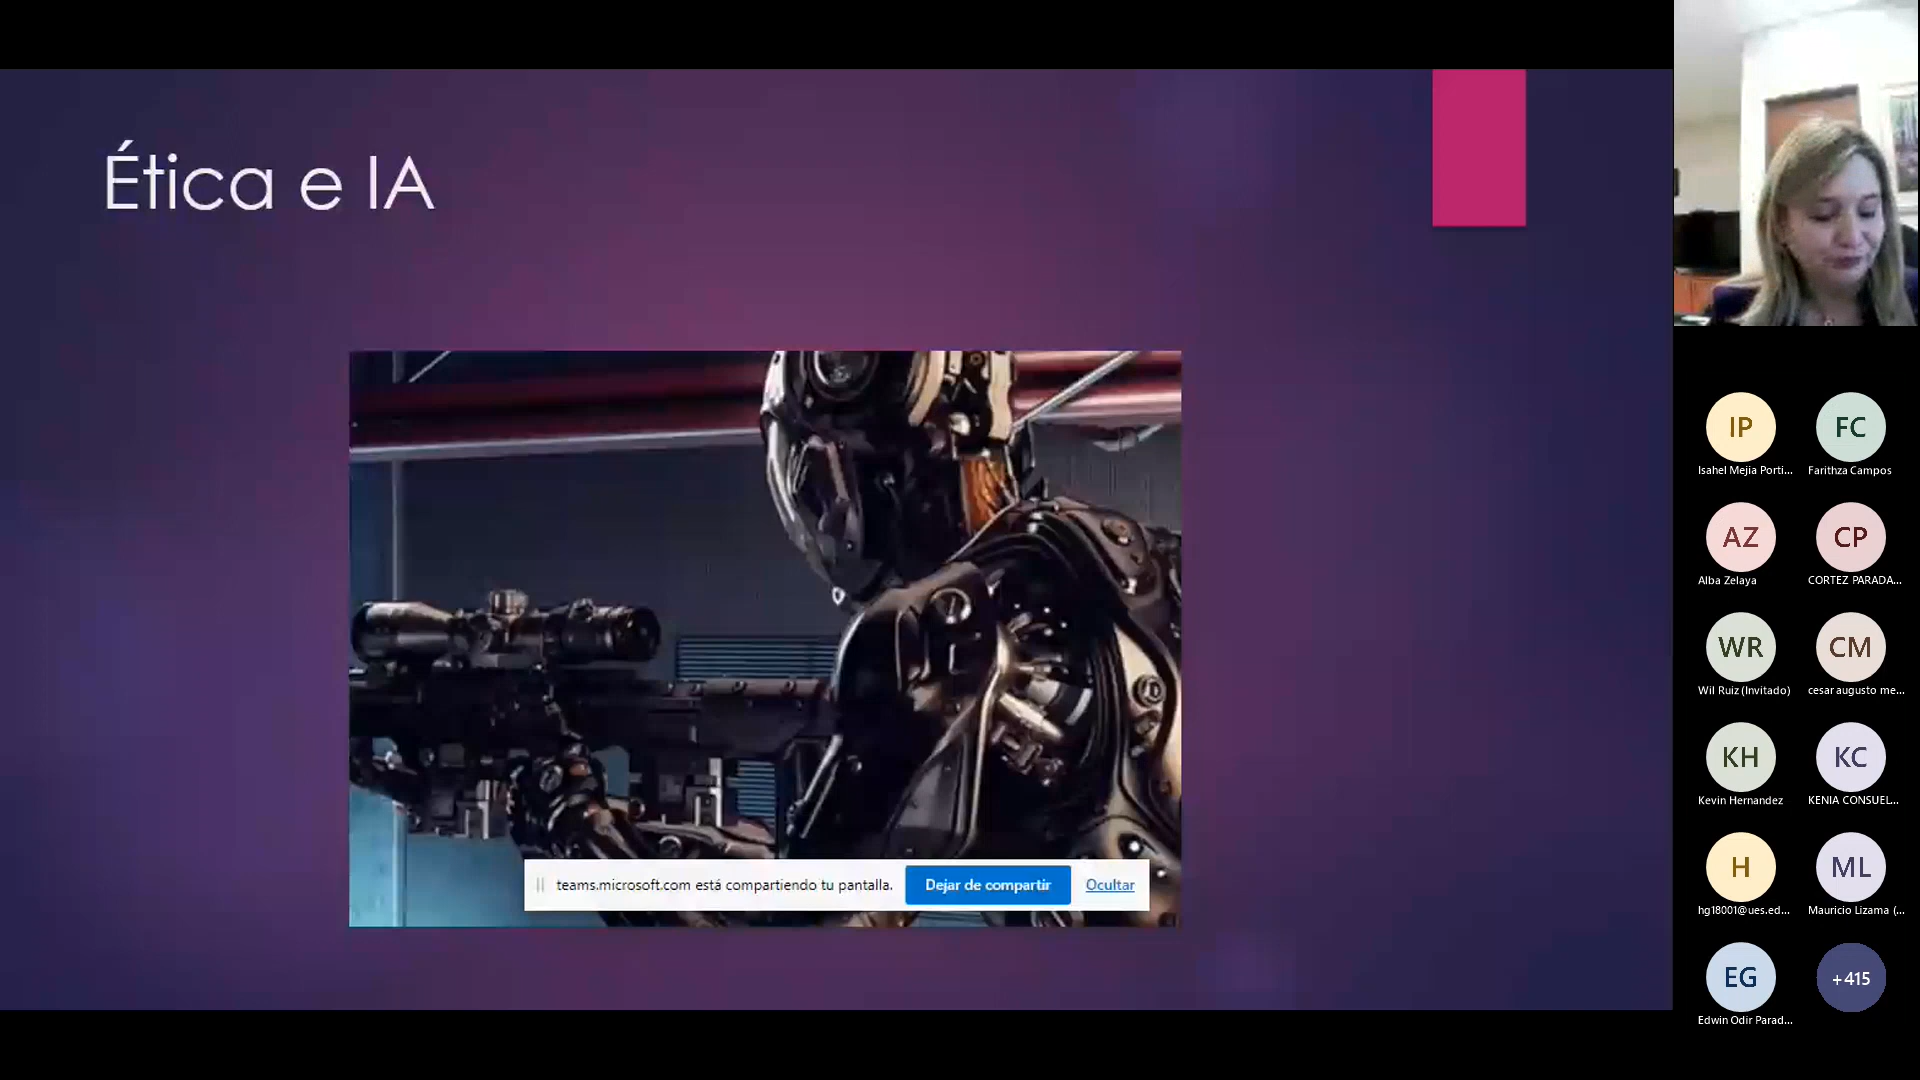 Ética e IA
teams.microsoft.com está compartiendo tu pantalla.
Dejar de compartir
Ocultar
IP
FC
Isahel Mejia Porti...
Farithza Campos
AZ
CP
Alba Zelaya
CORTEZ PARADA...
WR
CM
Wil Ruiz (Invitado)
cesar augusto me...
KH
KC
Kevin Hernandez
KENIA CONSUEL...
H
ML
hg18001@ues.ed...
Mauricio Lizama (...
EG
+415
Edwin Odir Parad...